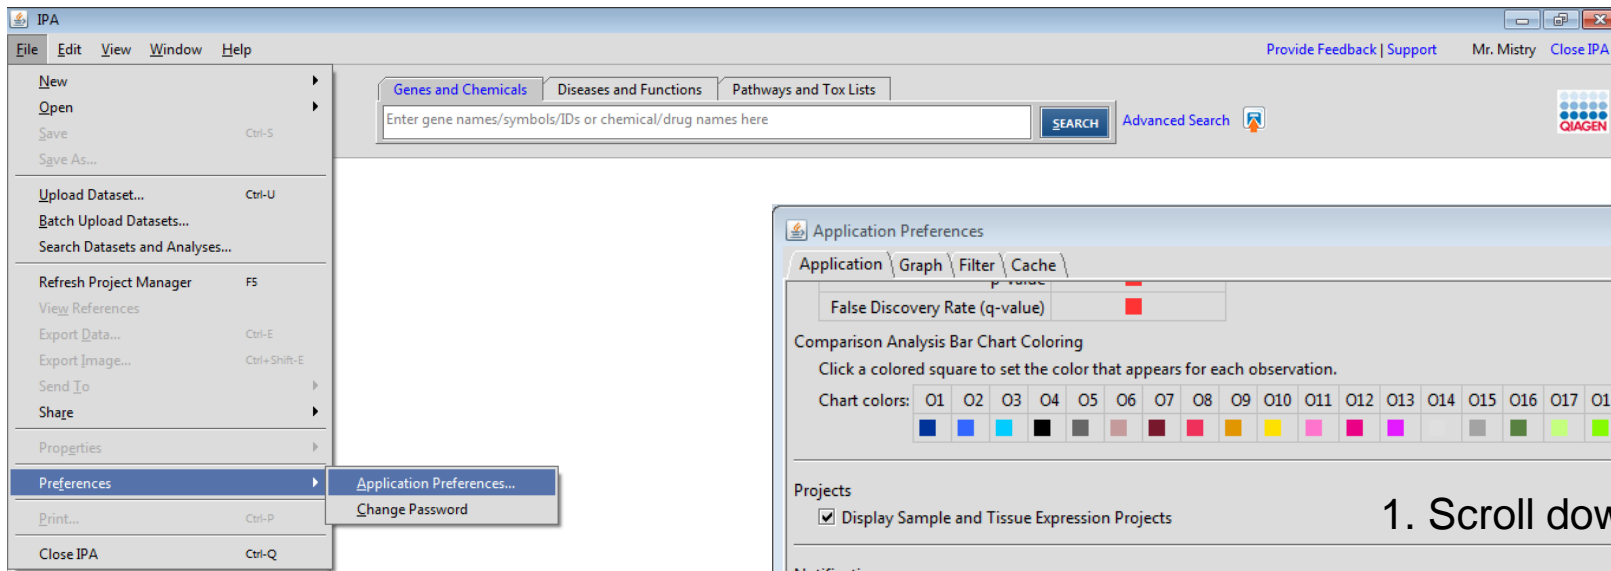 IPA
File Edit View Window Help
Provide Feedback | Support Mr. Mistry Close IPA
New
Open
Save Ctrl-S
Save As...
Upload Dataset... Ctrl-U
Batch Upload Datasets...
Search Datasets and Analyses...
Refresh Project Manager F5
View References
Export Data... Ctrl-E
Export Image... Ctrl+Shift-E
Send To
Share
Properties
Preferences
Print... Ctrl-P
Close IPA Ctrl-Q
Application Preferences...
Change Password
Genes and Chemicals Diseases and Functions Pathways and Tox Lists
Enter gene names/symbols/IDs or chemical/drug names here
SEARCH Advanced Search
QIAGEN
Application Preferences
Application Graph Filter Cache
p-value
False Discovery Rate (q-value)
Comparison Analysis Bar Chart Coloring
Click a colored square to set the color that appears for each observation.
Chart colors: O1 O2 O3 O4 O5 O6 O7 O8 O9 O10 O11 O12 O13 O14 O15 O16 O17 O1
Projects
Display Sample and Tissue Expression Projects
1. Scroll dow